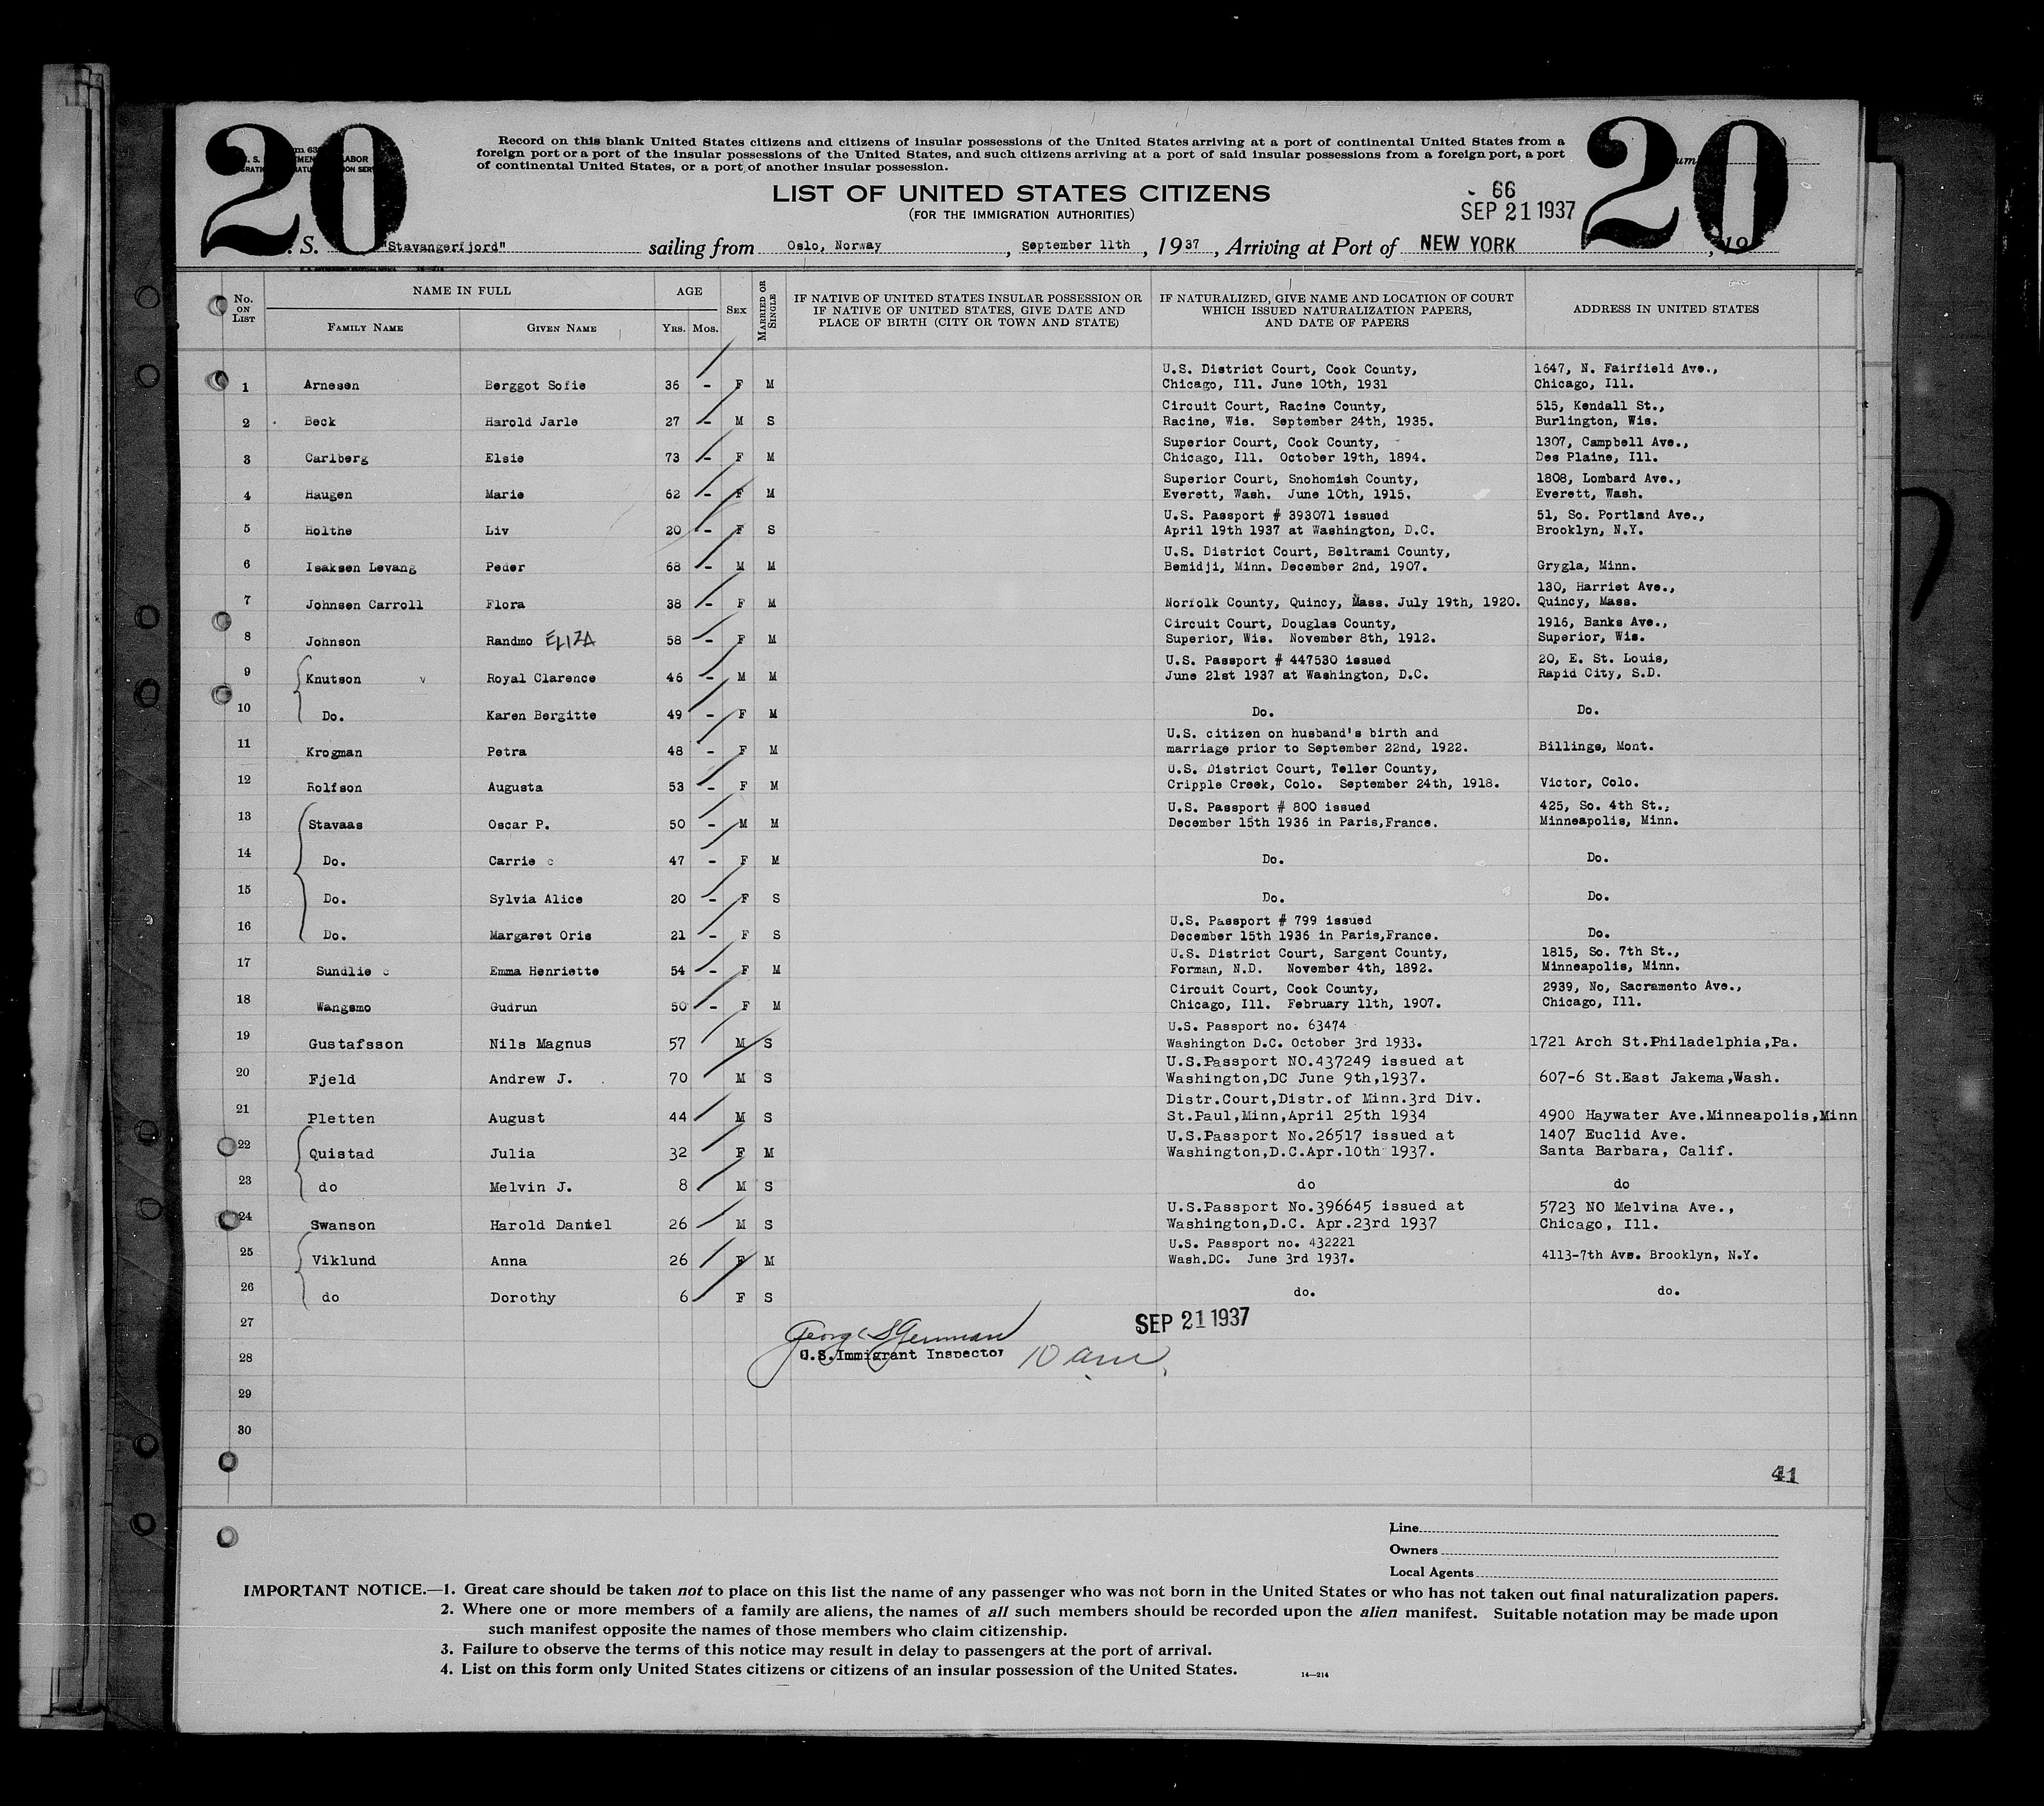 20
20
Record on this blank United States citizens and citizens of insular possessions of the United States arriving at a port of continental United States from a
foreign port or a port of the insular possessions of the United States, and such citizens arriving at a port of said insular possessions from a foreign port, a port
of continental United States, or a port of another insular possession.
LIST OF UNITED STATES CITIZENS
(FOR THE IMMIGRATION AUTHORITIES)
66
SEP 21 1937
S. "Stavangerfjord" sailing from Oslo, Norway, September 11th, 1937, Arriving at Port of NEW YORK, 19
No. ON LIST
NAME IN FULL
FAMILY NAME
GIVEN NAME
AGE
YRS. MOS.
SEX
MARRIED OR SINGLE
IF NATIVE OF UNITED STATES INSULAR POSSESSION OR
IF NATIVE OF UNITED STATES, GIVE DATE AND
PLACE OF BIRTH (CITY OR TOWN AND STATE)
IF NATURALIZED, GIVE NAME AND LOCATION OF COURT
WHICH ISSUED NATURALIZATION PAPERS,
AND DATE OF PAPERS
ADDRESS IN UNITED STATES
U.S. District Court, Cook County, 1647, N. Fairfield Ave.,
1 Arnesen Berggot Sofie 36 - F M Chicago, Ill. June 10th, 1931 Chicago, Ill.
Circuit Court, Racine County, 515, Kendall St.,
2 Beck Harold Jarle 27 - M S Racine, Wis. September 24th, 1935. Burlington, Wis.
Superior Court, Cook County, 1307, Campbell Ave.,
3 Carlberg Elsie 73 - F M Chicago, Ill. October 19th, 1894. Des Plaine, Ill.
Superior Court, Snohomish County, 1808, Lombard Ave.,
4 Haugen Marie 62 - F M Everett, Wash. June 10th, 1915. Everett, Wash.
U.S. Passport # 393071 issued 51, So. Portland Ave.,
5 Holthe Liv 20 - F S April 19th 1937 at Washington, D.C. Brooklyn, N.Y.
U.S. District Court, Beltrami County,
6 Isaksen Levang Peder 68 - M M Bemidji, Minn. December 2nd, 1907. Grygla, Minn.
130, Harriet Ave.,
7 Johnsen Carroll Flora 38 - F M Norfolk County, Quincy, Mass. July 19th, 1920. Quincy, Mass.
Circuit Court, Douglas County, 1916, Banks Ave.,
8 Johnson Randmo ELIZA 58 - F M Superior, Wis. November 8th, 1912. Superior, Wis.
U.S. Passport # 447530 issued 20, E. St. Louis,
9 Knutson v Royal Clarence 46 - M M June 21st 1937 at Washington, D.C. Rapid City, S.D.
10 Do. Karen Bergitte 49 - F M Do. Do.
U.S. citizen on husband's birth and
11 Krogman Petra 48 - F M marriage prior to September 22nd, 1922. Billings, Mont.
U.S. District Court, Teller County,
12 Rolfson Augusta 53 - F M Cripple Creek, Colo. September 24th, 1918. Victor, Colo.
U.S. Passport # 800 issued 425, So. 4th St.,
13 Stavaas Oscar P. 50 - M M December 15th 1936 in Paris,France. Minneapolis, Minn.
14 Do. Carrie c 47 - F M Do. Do.
15 Do. Sylvia Alice 20 - F S Do. Do.
U.S. Passport # 799 issued
16 Do. Margaret Oris 21 - F S December 15th 1936 in Paris,France. Do.
U.S. District Court, Sargent County, 1815, So. 7th St.,
17 Sundlie c Emma Henriette 54 - F M Forman, N.D. November 4th, 1892. Minneapolis, Minn.
Circuit Court, Cook County, 2939, No, Sacramento Ave.,
18 Wangsmo Gudrun 50 - F M Chicago, Ill. February 11th, 1907. Chicago, Ill.
U.S. Passport no. 63474
19 Gustafsson Nils Magnus 57 M S Washington D.C. October 3rd 1933. 1721 Arch St.Philadelphia,Pa.
U.S.Passport NO.437249 issued at
20 Fjeld Andrew J. 70 M S Washington,DC June 9th,1937. 607-6 St.East Jakema,Wash.
Distr.Court,Distr.of Minn.3rd Div.
21 Pletten August 44 M S St.Paul,Minn,April 25th 1934 4900 Haywater Ave.Minneapolis,Minn
U.S.Passport No.26517 issued at 1407 Euclid Ave.
22 Quistad Julia 32 F M Washington,D.C.Apr.10th 1937. Santa Barbara, Calif.
23 do Melvin J. 8 M S do do
U.S.Passport No.396645 issued at 5723 NO Melvina Ave.,
24 Swanson Harold Daniel 26 M S Washington,D.C. Apr.23rd 1937 Chicago, Ill.
U.S. Passport no. 432221
25 Viklund Anna 26 F M Wash.DC. June 3rd 1937. 4113-7th Ave. Brooklyn, N.Y.
26 do Dorothy 6 F S do. do.
27 SEP 21 1937
28 U.S.Immigrant Inspector 10 am
29
30
41
Line
Owners
Local Agents
IMPORTANT NOTICE.—1. Great care should be taken not to place on this list the name of any passenger who was not born in the United States or who has not taken out final naturalization papers.
2. Where one or more members of a family are aliens, the names of all such members should be recorded upon the alien manifest. Suitable notation may be made upon
such manifest opposite the names of those members who claim citizenship.
3. Failure to observe the terms of this notice may result in delay to passengers at the port of arrival.
4. List on this form only United States citizens or citizens of an insular possession of the United States.
14—214